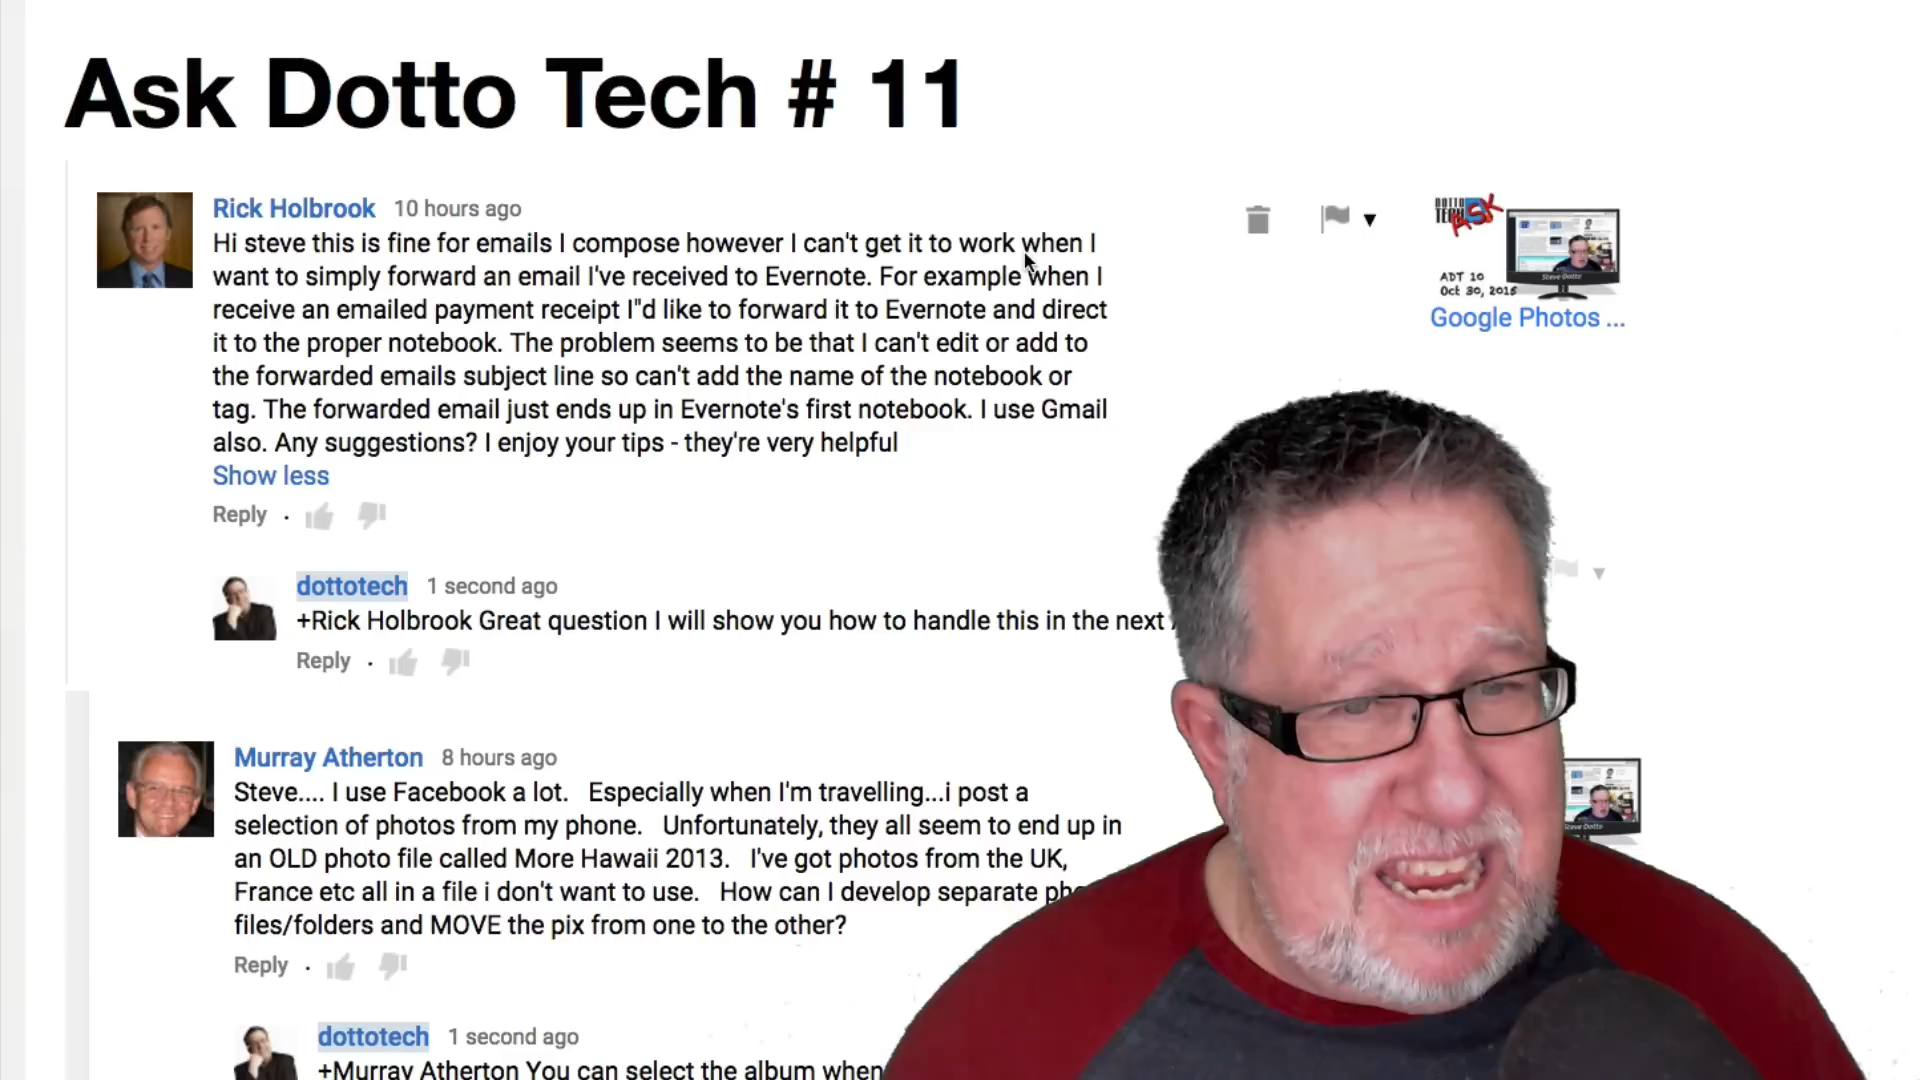 Ask Dotto Tech # 11
Rick Holbrook 10 hours ago
Hi steve this is fine for emails I compose however I can't get it to work when I
want to simply forward an email I've received to Evernote. For example when I
receive an emailed payment receipt I"d like to forward it to Evernote and direct
it to the proper notebook. The problem seems to be that I can't edit or add to
the forwarded emails subject line so can't add the name of the notebook or
tag. The forwarded email just ends up in Evernote's first notebook. I use Gmail
also. Any suggestions? I enjoy your tips - they're very helpful
Show less
Reply ·
DOTTO
TECH ASK
Steve Dotto
ADT 10
Oct 30, 2015
Google Photos ...
dottotech 1 second ago
+Rick Holbrook Great question I will show you how to handle this in the next
Reply ·
Murray Atherton 8 hours ago
Steve.... I use Facebook a lot. Especially when I'm travelling...i post a
selection of photos from my phone. Unfortunately, they all seem to end up in
an OLD photo file called More Hawaii 2013. I've got photos from the UK,
France etc all in a file i don't want to use. How can I develop separate
files/folders and MOVE the pix from one to the other?
Reply ·
Steve Dotto
dottotech 1 second ago
+Murray Atherton You can select the album when